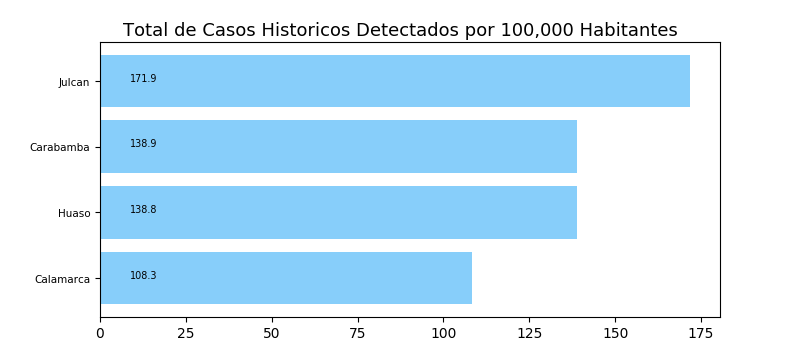 Total de Casos Historicos Detectados por 100,000 Habitantes
Julcan 171.9
Carabamba 138.9
Huaso 138.8
Calamarca 108.3
0 25 50 75 100 125 150 175